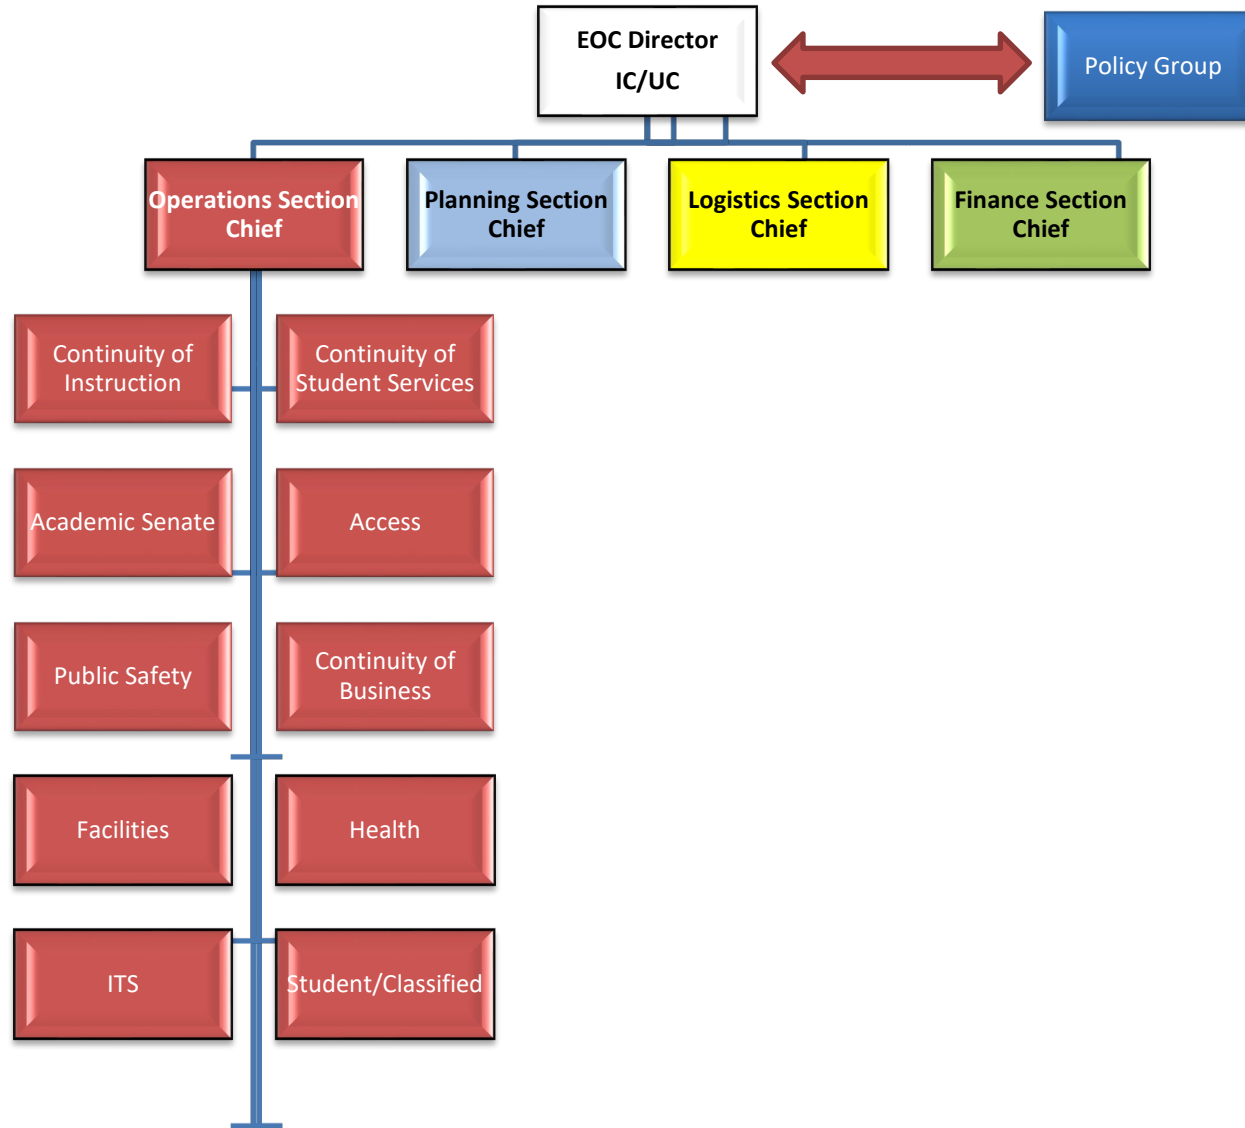 EOC Director
IC/UC
Policy Group
Operations Section
Chief
Planning Section
Chief
Logistics Section
Chief
Finance Section
Chief
Continuity of
Instruction
Continuity of
Student Services
Academic Senate
Access
Public Safety
Continuity of
Business
Facilities
Health
ITS
Student/Classified